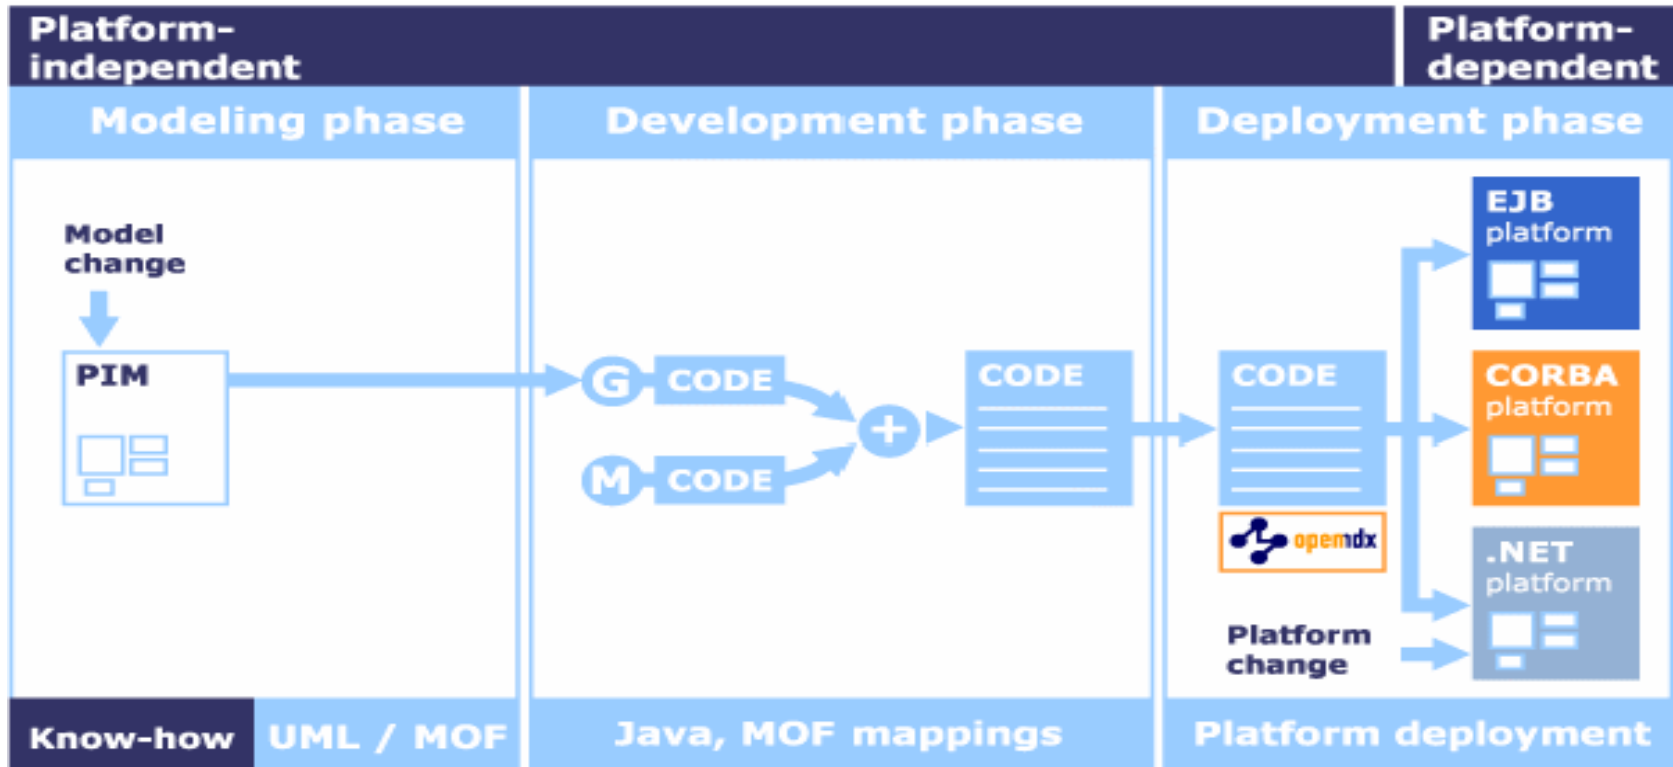 Platform-
independent
Platform-
dependent
Modeling phase
Development phase
Deployment phase
Model
change
PIM
G
CODE
M
CODE
+
CODE
CODE
openmdx
EJB
platform
CORBA
platform
.NET
platform
Platform
change
Know-how
UML / MOF
Java, MOF mappings
Platform deployment